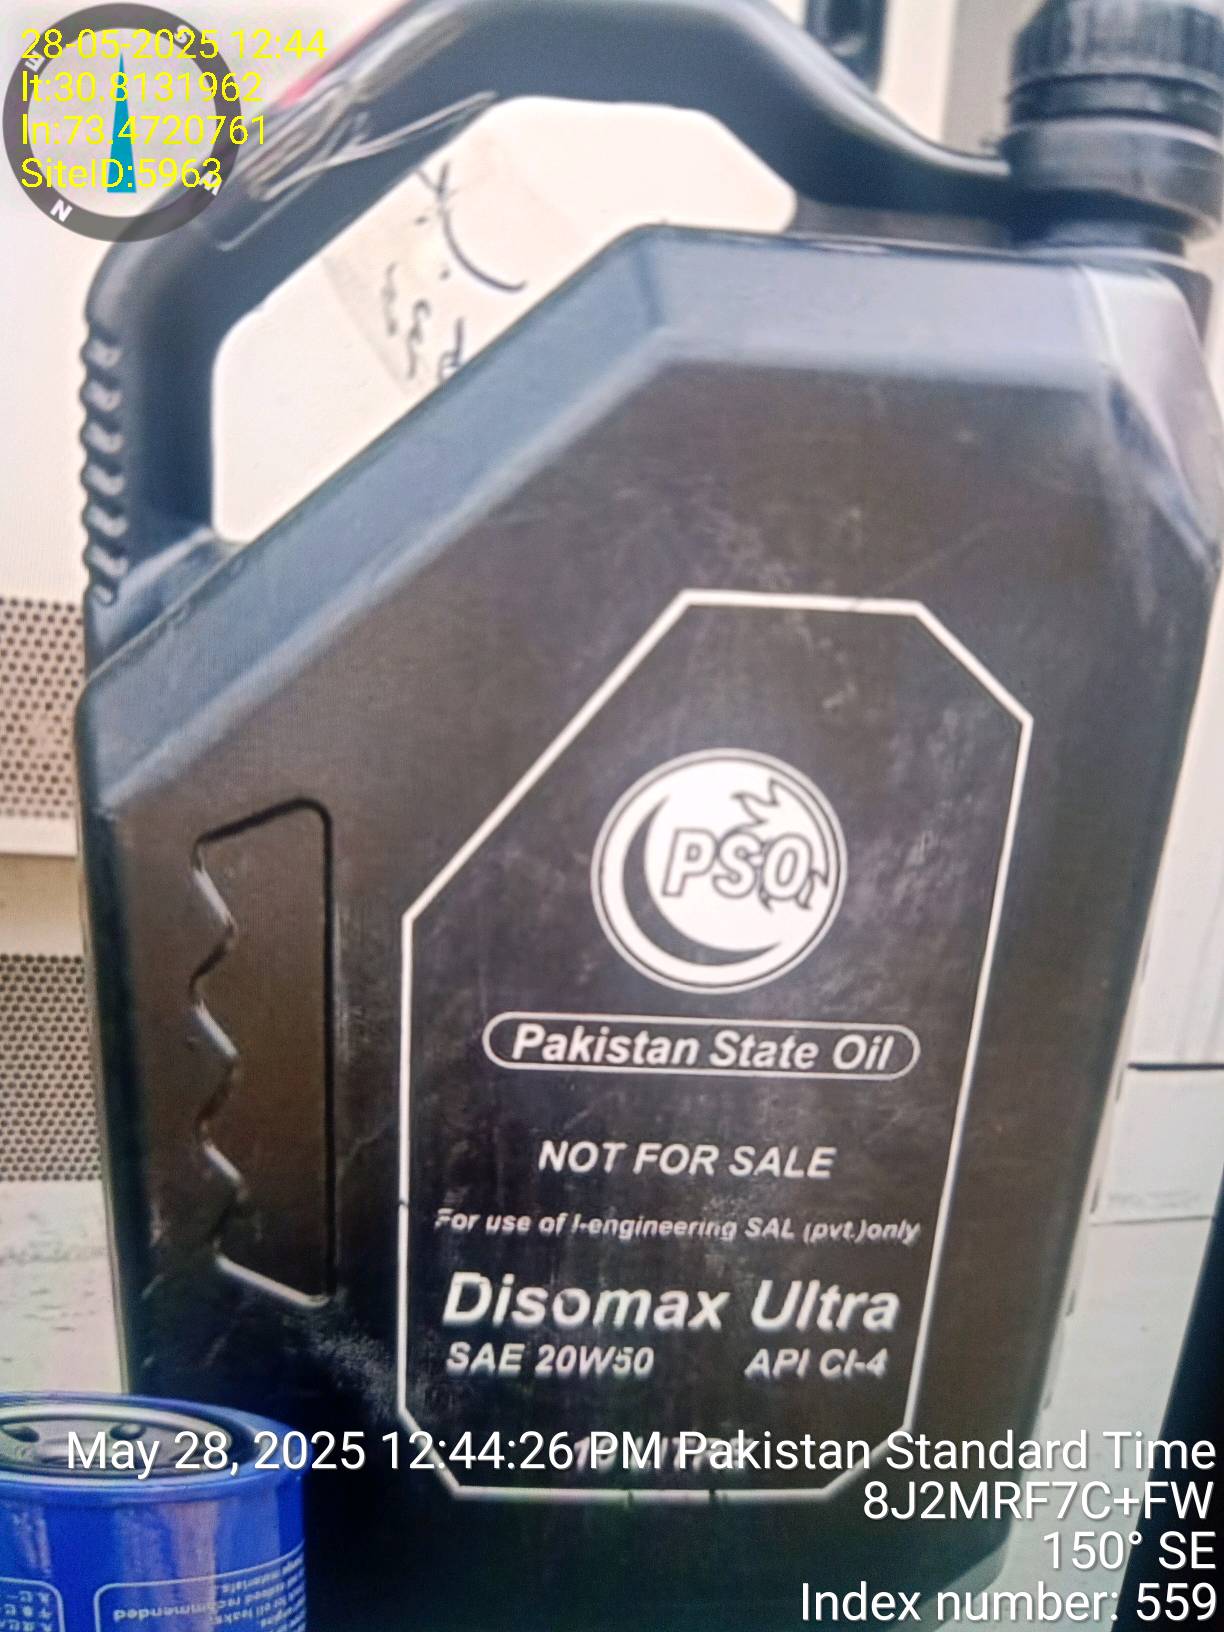 28-05-2025 12:44
lt:30.8131962
ln:73.4720761
SiteID:5963
S
E
W
N
PSO
Pakistan State Oil
NOT FOR SALE
For use of I-engineering SAL (pvt.)only
Disomax Ultra
SAE 20W50 API CI-4
May 28, 2025 12:44:26 PM Pakistan Standard Time
8J2MRF7C+FW
150° SE
Index number: 559
recommended